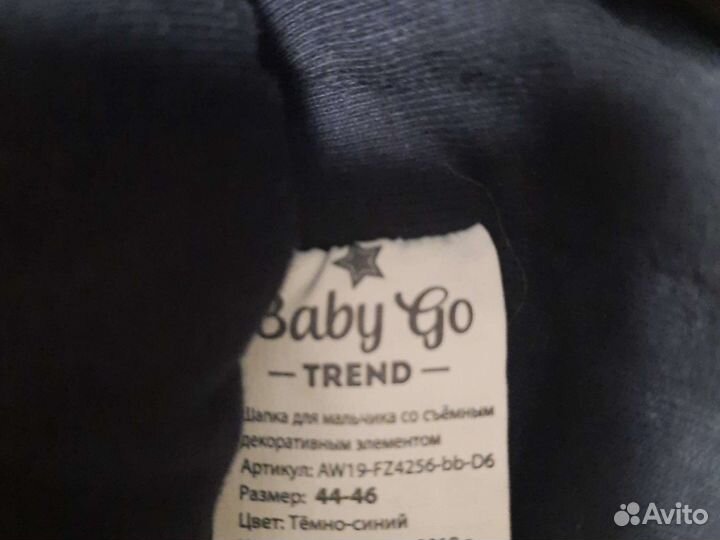 Baby Go
— TREND —
Шапка для мальчика со съёмным
декоративным элементом
Артикул: AW19-FZ4256-bb-D6
Размер: 44-46
Цвет: Тёмно-синий
Avito